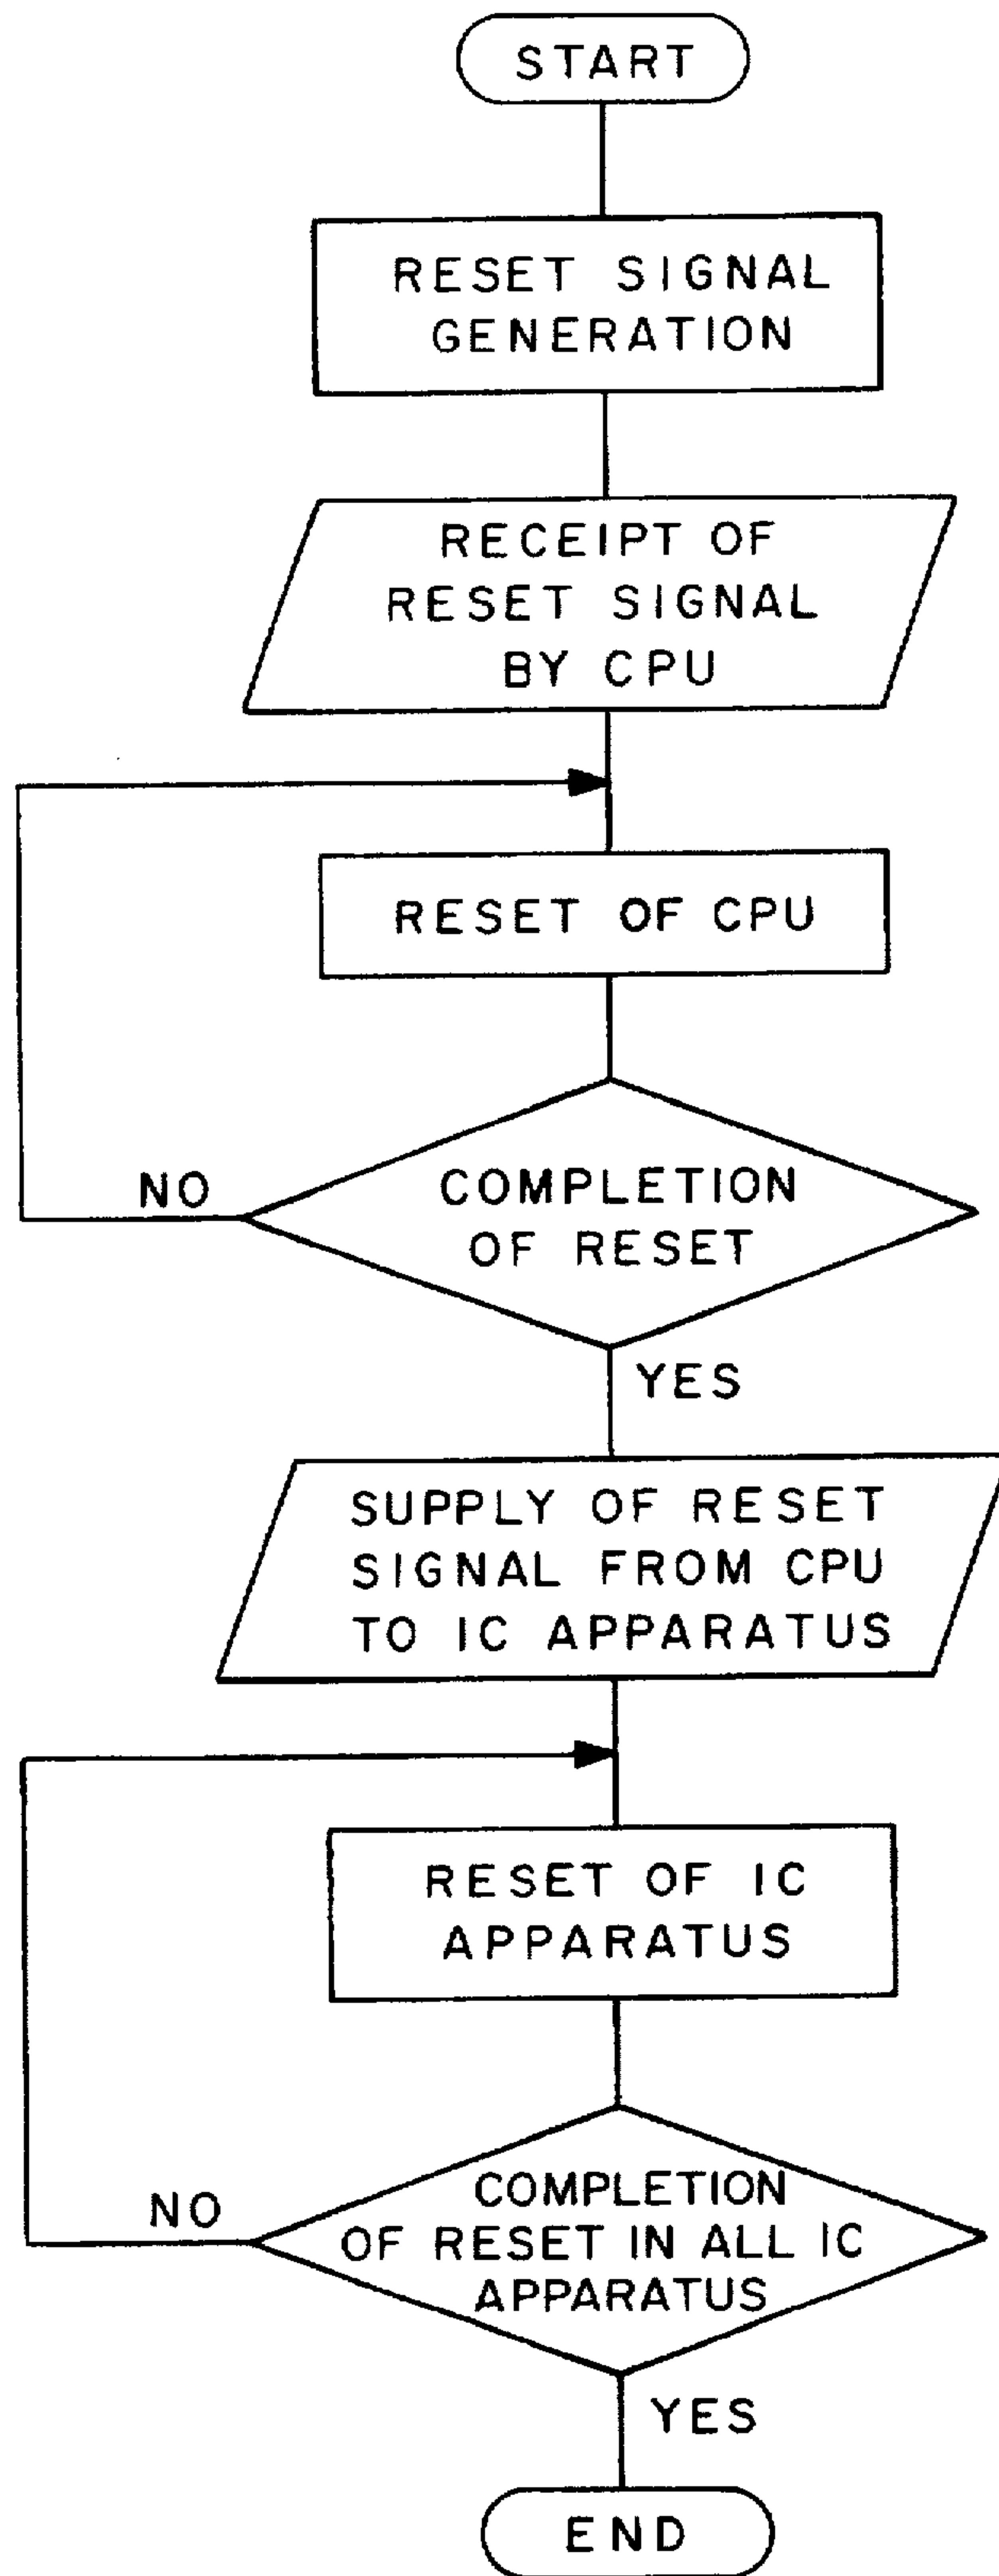 START
RESET SIGNAL
GENERATION
RECEIPT OF
RESET SIGNAL
BY CPU
RESET OF CPU
COMPLETION
OF RESET
NO
YES
SUPPLY OF RESET
SIGNAL FROM CPU
TO IC APPARATUS
RESET OF IC
APPARATUS
COMPLETION
OF RESET IN ALL IC
APPARATUS
NO
YES
END